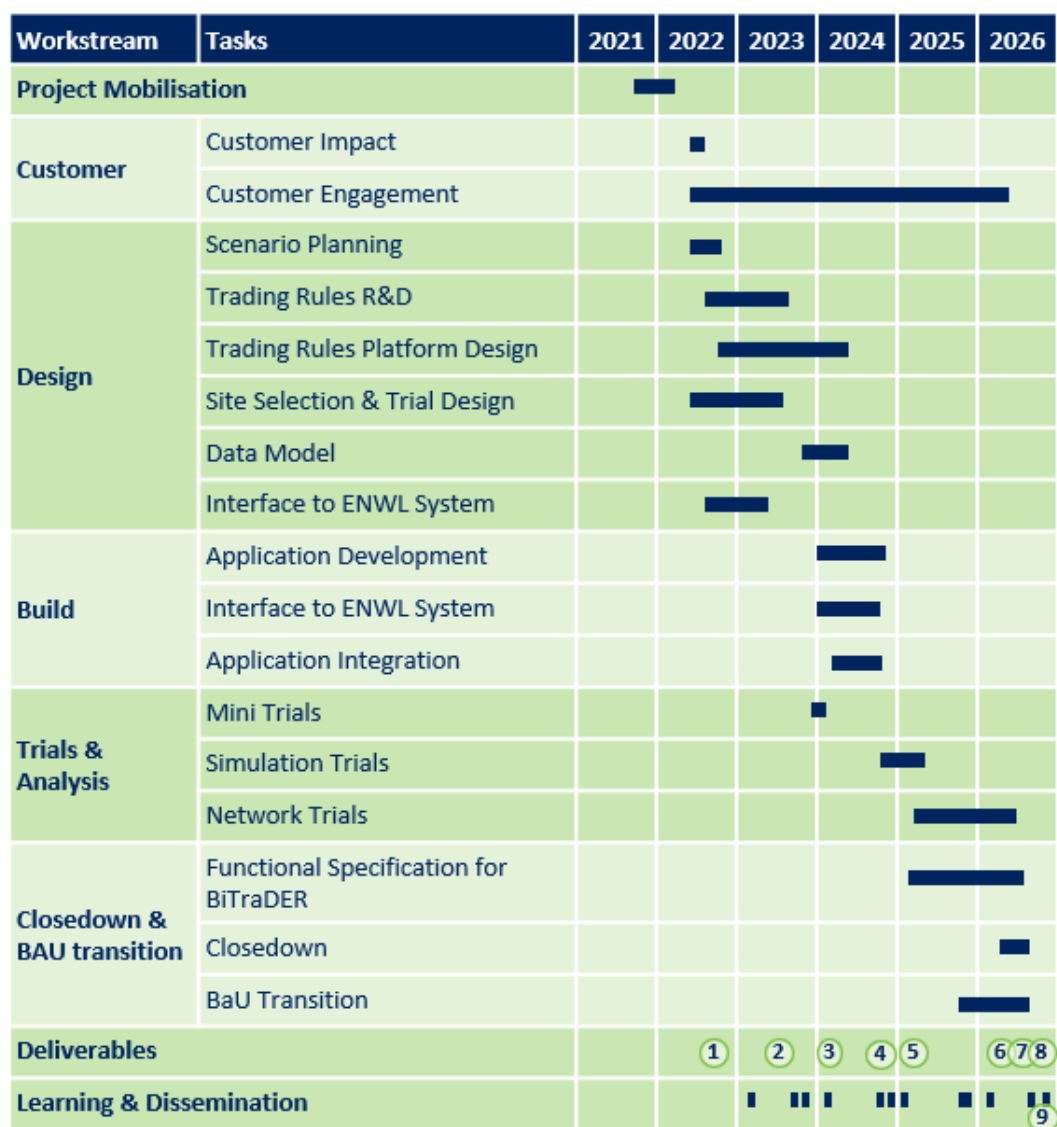 Workstream Tasks 2021 2022 2023 2024 2025 2026
Project Mobilisation
Customer
Customer Impact
Customer Engagement
Design
Scenario Planning
Trading Rules R&D
Trading Rules Platform Design
Site Selection & Trial Design
Data Model
Interface to ENWL System
Build
Application Development
Interface to ENWL System
Application Integration
Trials &
Analysis
Mini Trials
Simulation Trials
Network Trials
Closedown &
BAU transition
Functional Specification for
BiTraDER
Closedown
BaU Transition
Deliverables 1 2 3 4 5 6 7 8
Learning & Dissemination 9